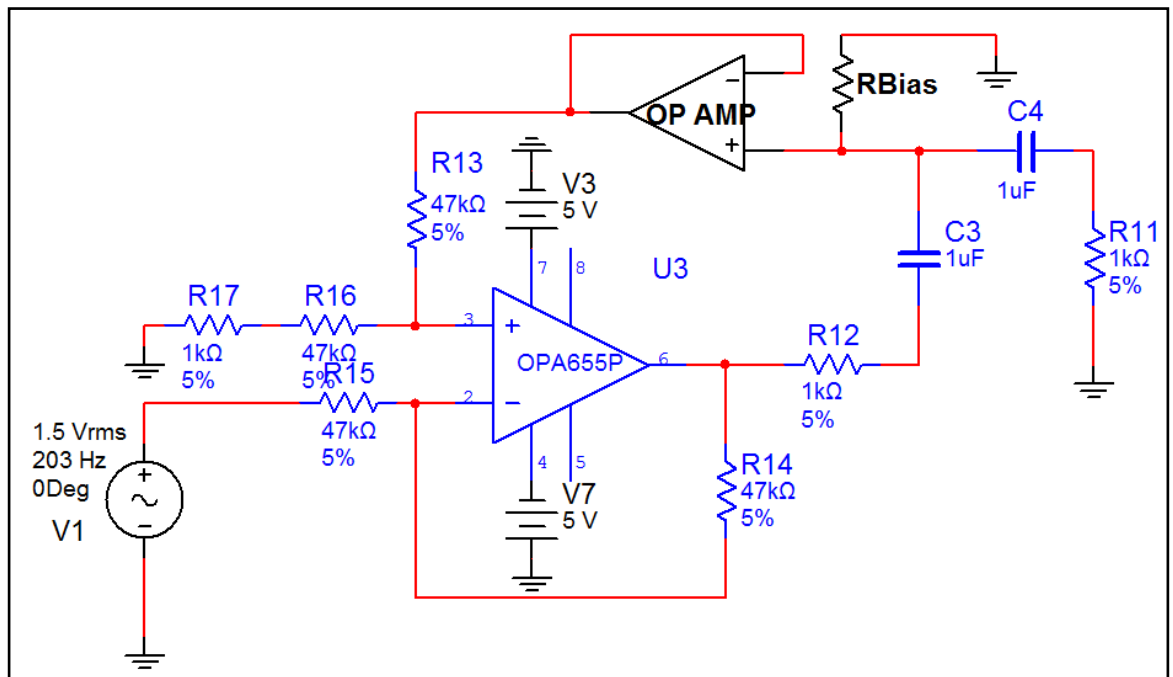 RBias
OP AMP
−
+
C4
1uF
R13
47kΩ
5%
V3
5 V
C3
1uF
R11
1kΩ
5%
7
8
U3
R17
1kΩ
5%
R16
47kΩ
5%
3
+
OPA655P
6
R12
1kΩ
5%
R15
47kΩ
5%
2
−
1.5 Vrms
203 Hz
0Deg
V1
+
−
4
5
V7
5 V
R14
47kΩ
5%